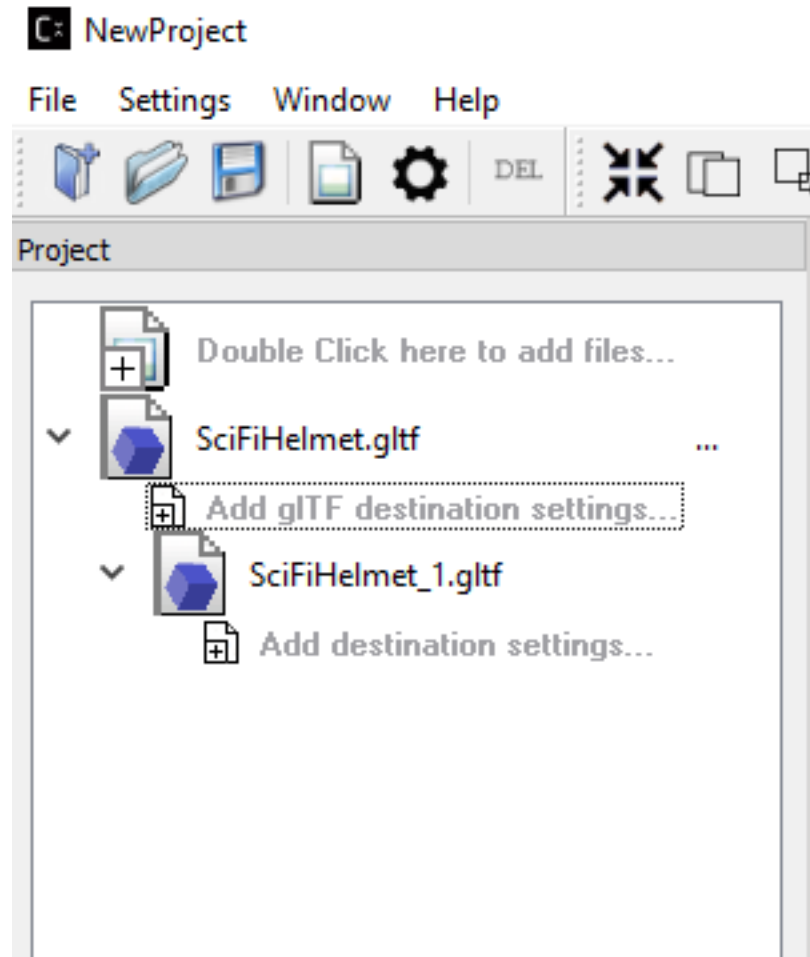 Cx NewProject
File Settings Window Help
DEL
Project
Double Click here to add files...
SciFiHelmet.gltf ...
Add glTF destination settings...
SciFiHelmet_1.gltf
Add destination settings...